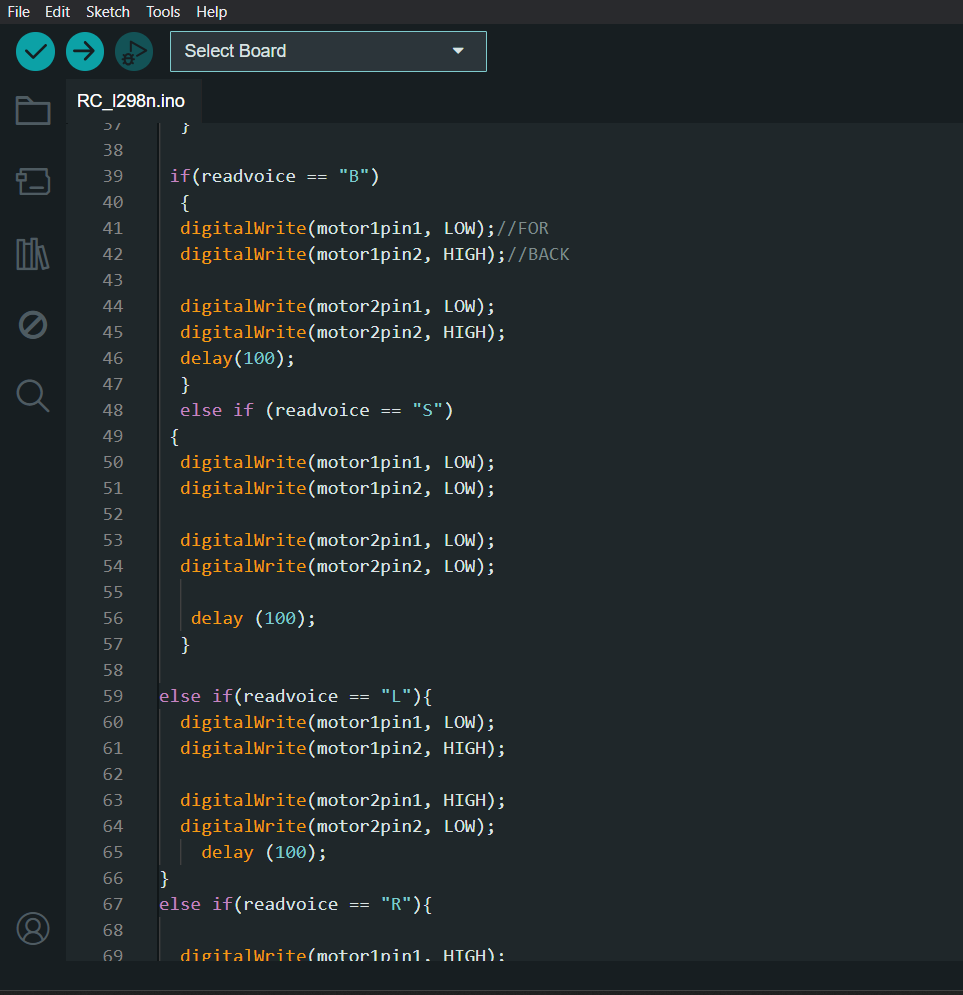 File Edit Sketch Tools Help
Select Board
RC_l298n.ino
37 }
38
39 if(readvoice == "B")
40 {
41 digitalWrite(motor1pin1, LOW);//FOR
42 digitalWrite(motor1pin2, HIGH);//BACK
43
44 digitalWrite(motor2pin1, LOW);
45 digitalWrite(motor2pin2, HIGH);
46 delay(100);
47 }
48 else if (readvoice == "S")
49 {
50 digitalWrite(motor1pin1, LOW);
51 digitalWrite(motor1pin2, LOW);
52
53 digitalWrite(motor2pin1, LOW);
54 digitalWrite(motor2pin2, LOW);
55
56 delay (100);
57 }
58
59 else if(readvoice == "L"){
60 digitalWrite(motor1pin1, LOW);
61 digitalWrite(motor1pin2, HIGH);
62
63 digitalWrite(motor2pin1, HIGH);
64 digitalWrite(motor2pin2, LOW);
65 delay (100);
66 }
67 else if(readvoice == "R"){
68
69 digitalWrite(motor1pin1, HIGH);